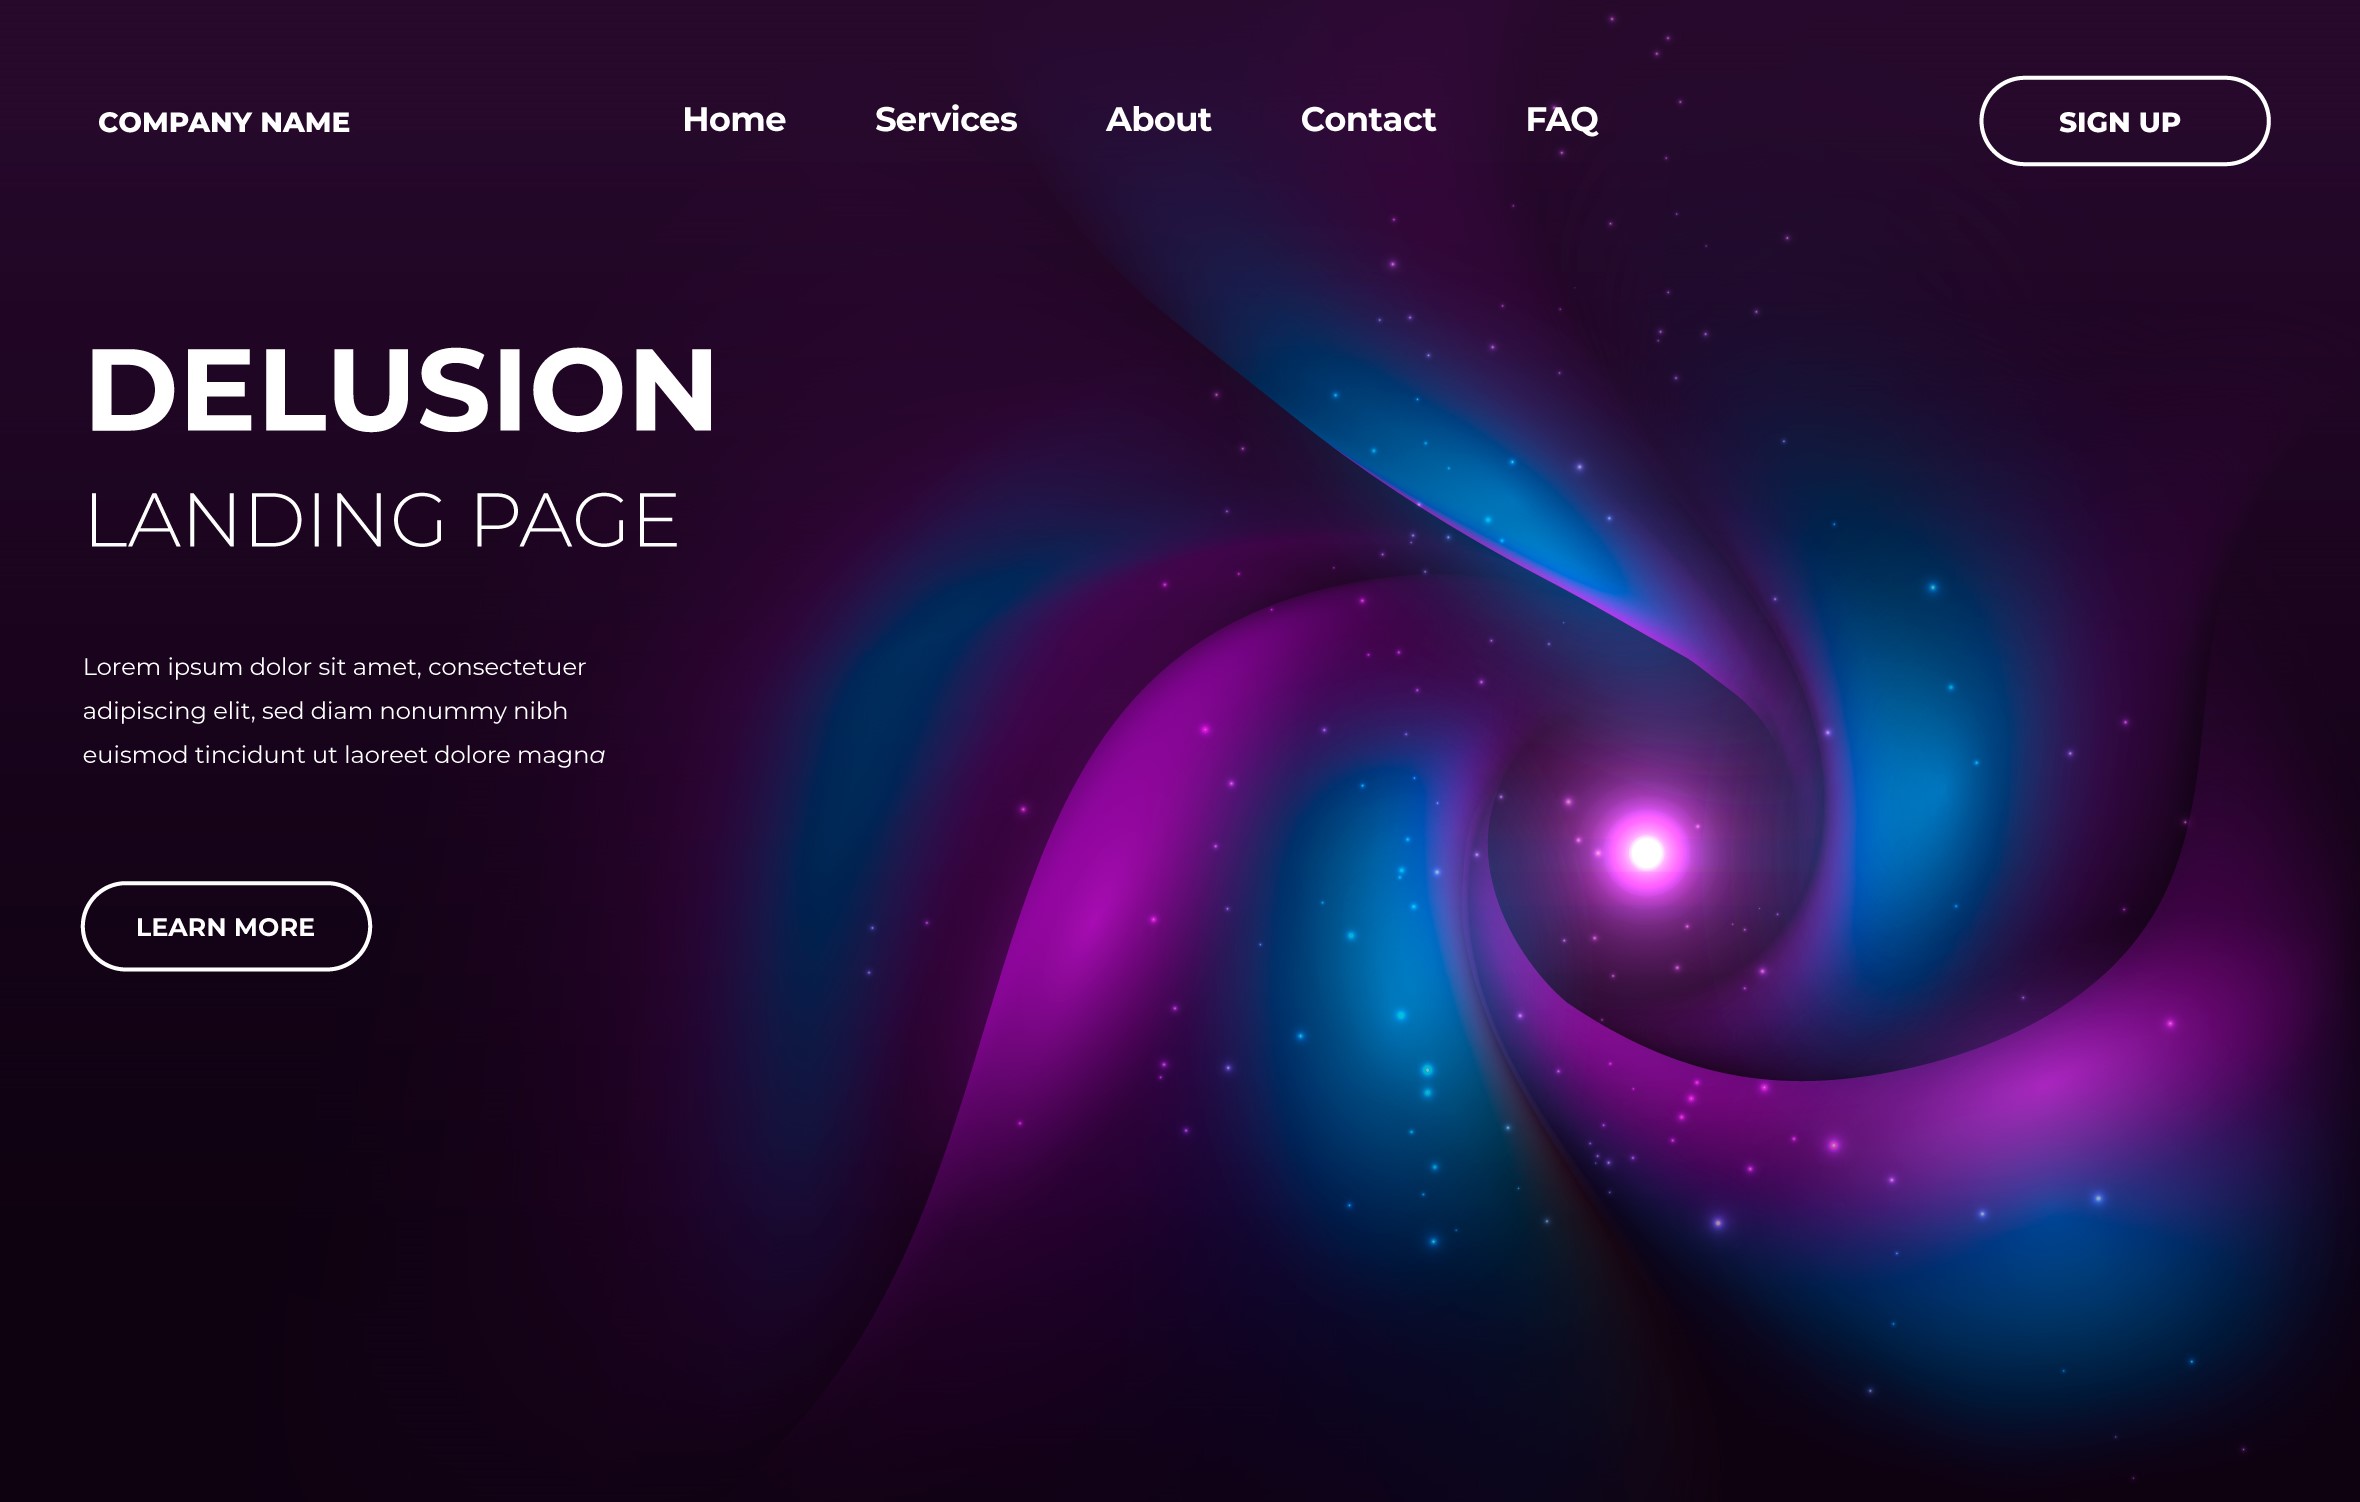 COMPANY NAME
Home Services About Contact FAQ
SIGN UP
DELUSION
LANDING PAGE
Lorem ipsum dolor sit amet, consectetuer
adipiscing elit, sed diam nonummy nibh
euismod tincidunt ut laoreet dolore magna
LEARN MORE